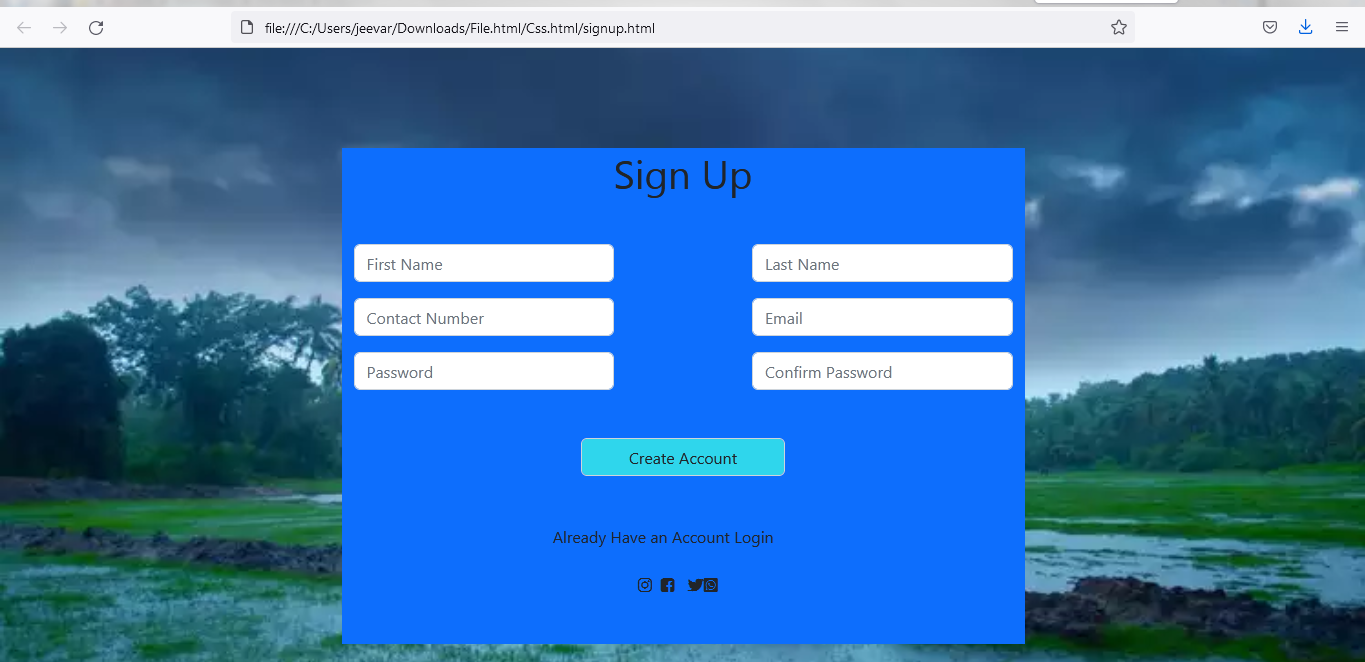 file:///C:/Users/jeevar/Downloads/File.html/Css.html/signup.html
Sign Up
First Name
Last Name
Contact Number
Email
Password
Confirm Password
Create Account
Already Have an Account Login